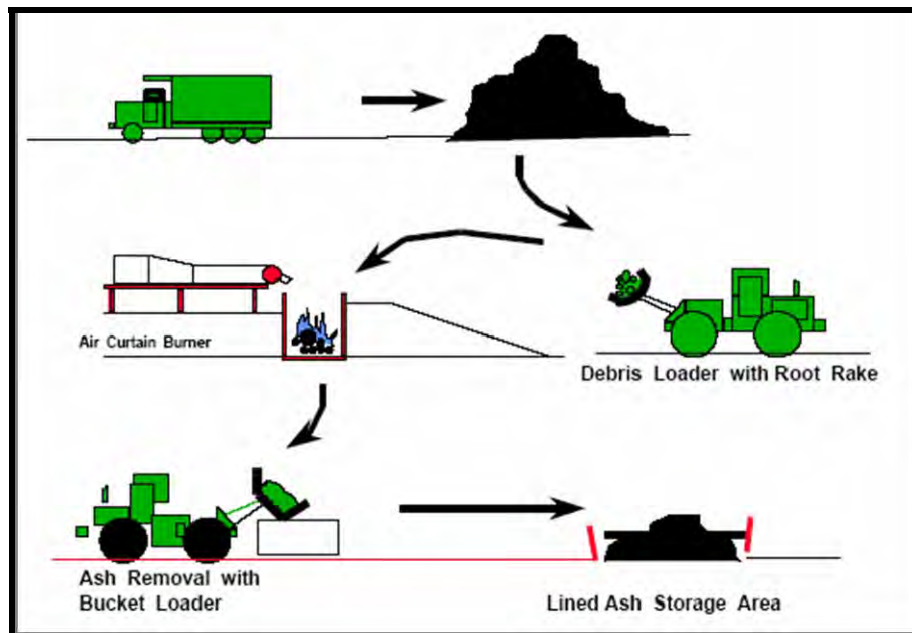 Air Curtain Burner
Debris Loader with Root Rake
Ash Removal with
Bucket Loader
Lined Ash Storage Area